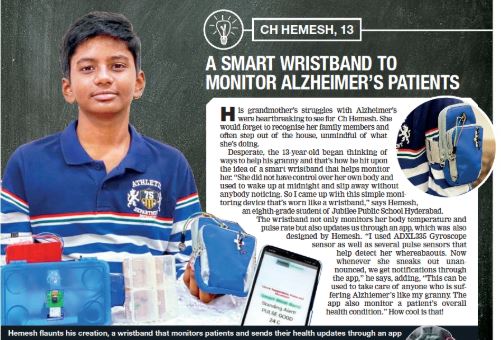 CH HEMESH, 13
A SMART WRISTBAND TO
MONITOR ALZHEIMER'S PATIENTS
His grandmother's struggles with Alzheimer's
were heartbreaking to see for Ch Hemesh. She
would forget to recognise her family members and
often step out of the house, unmindful of what
she's doing.
Desperate, the 13-year old began thinking of
ways to help his granny and that's how he hit upon
the idea of a smart wristband that helps monitor
her. "She did not have control over her own body and
used to wake up at midnight and slip away without
anybody noticing. So I came up with this simple moni-
toring device that's worn like a wristband," says Hemesh,
an eighth-grade student of Jubilee Public School Hyderabad.
The wristband not only monitors her body temperature and
pulse rate but also updates us through an app, which was also
designed by Hemesh. "I used ADXL335 Gyroscope
sensor as well as several pulse sensors that
help detect her whereabaouts. Now
whenever she sneaks out unan-
nounced, we get notifications through
the app," he says, adding, "This can be
used to take care of anyone who is suf-
fering Alzheimer's like my granny. The
app also monitor a patient's overall
health condition." How cool is that!
ATHLETE
DEPARTMENT
Standing Alarm
PULSE GOOD
24 C
Hemesh flaunts his creation, a wristband that monitors patients and sends their health updates through an app